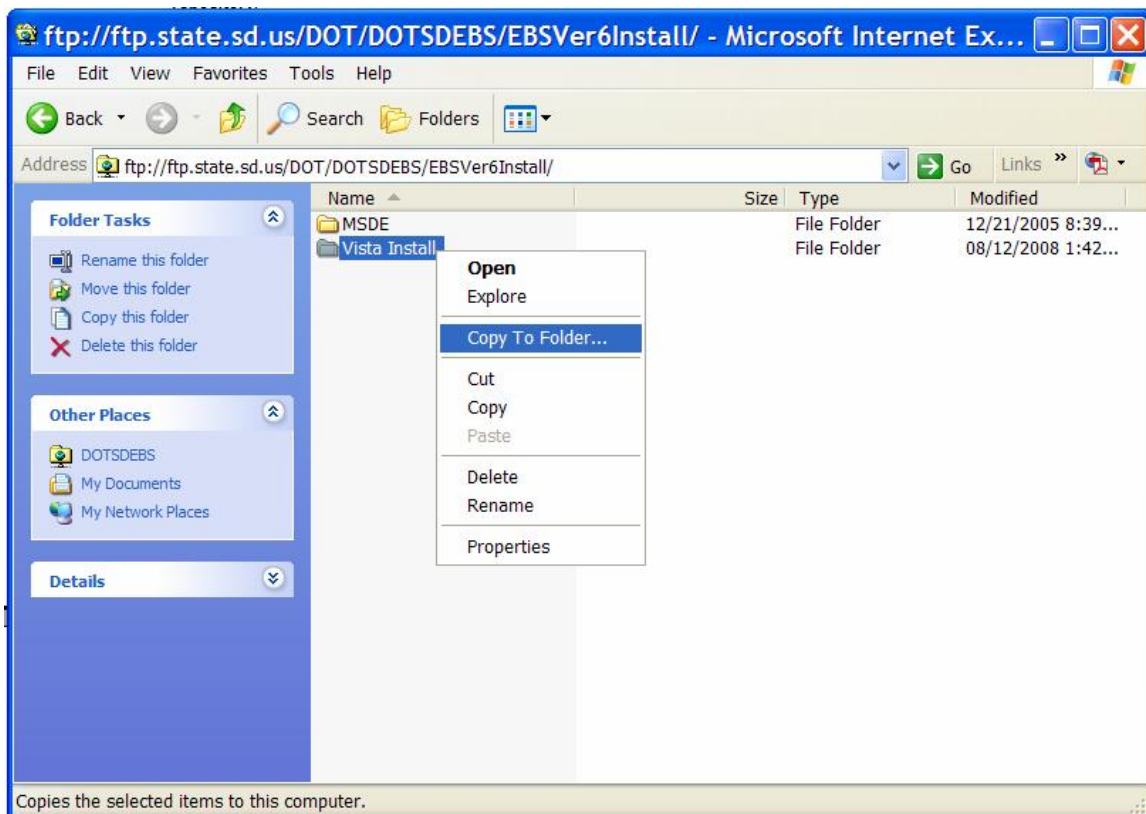 ftp://ftp.state.sd.us/DOT/DOTSDEBS/EBSVer6Install/ - Microsoft Internet Ex...
File Edit View Favorites Tools Help
Back Search Folders
Address ftp://ftp.state.sd.us/DOT/DOTSDEBS/EBSVer6Install/ Go Links »
Name Size Type Modified
Folder Tasks
Rename this folder
Move this folder
Copy this folder
Delete this folder
Other Places
DOTSDEBS
My Documents
My Network Places
Details
MSDE File Folder 12/21/2005 8:39...
Vista Install File Folder 08/12/2008 1:42...
Open
Explore
Copy To Folder...
Cut
Copy
Paste
Delete
Rename
Properties
Copies the selected items to this computer.